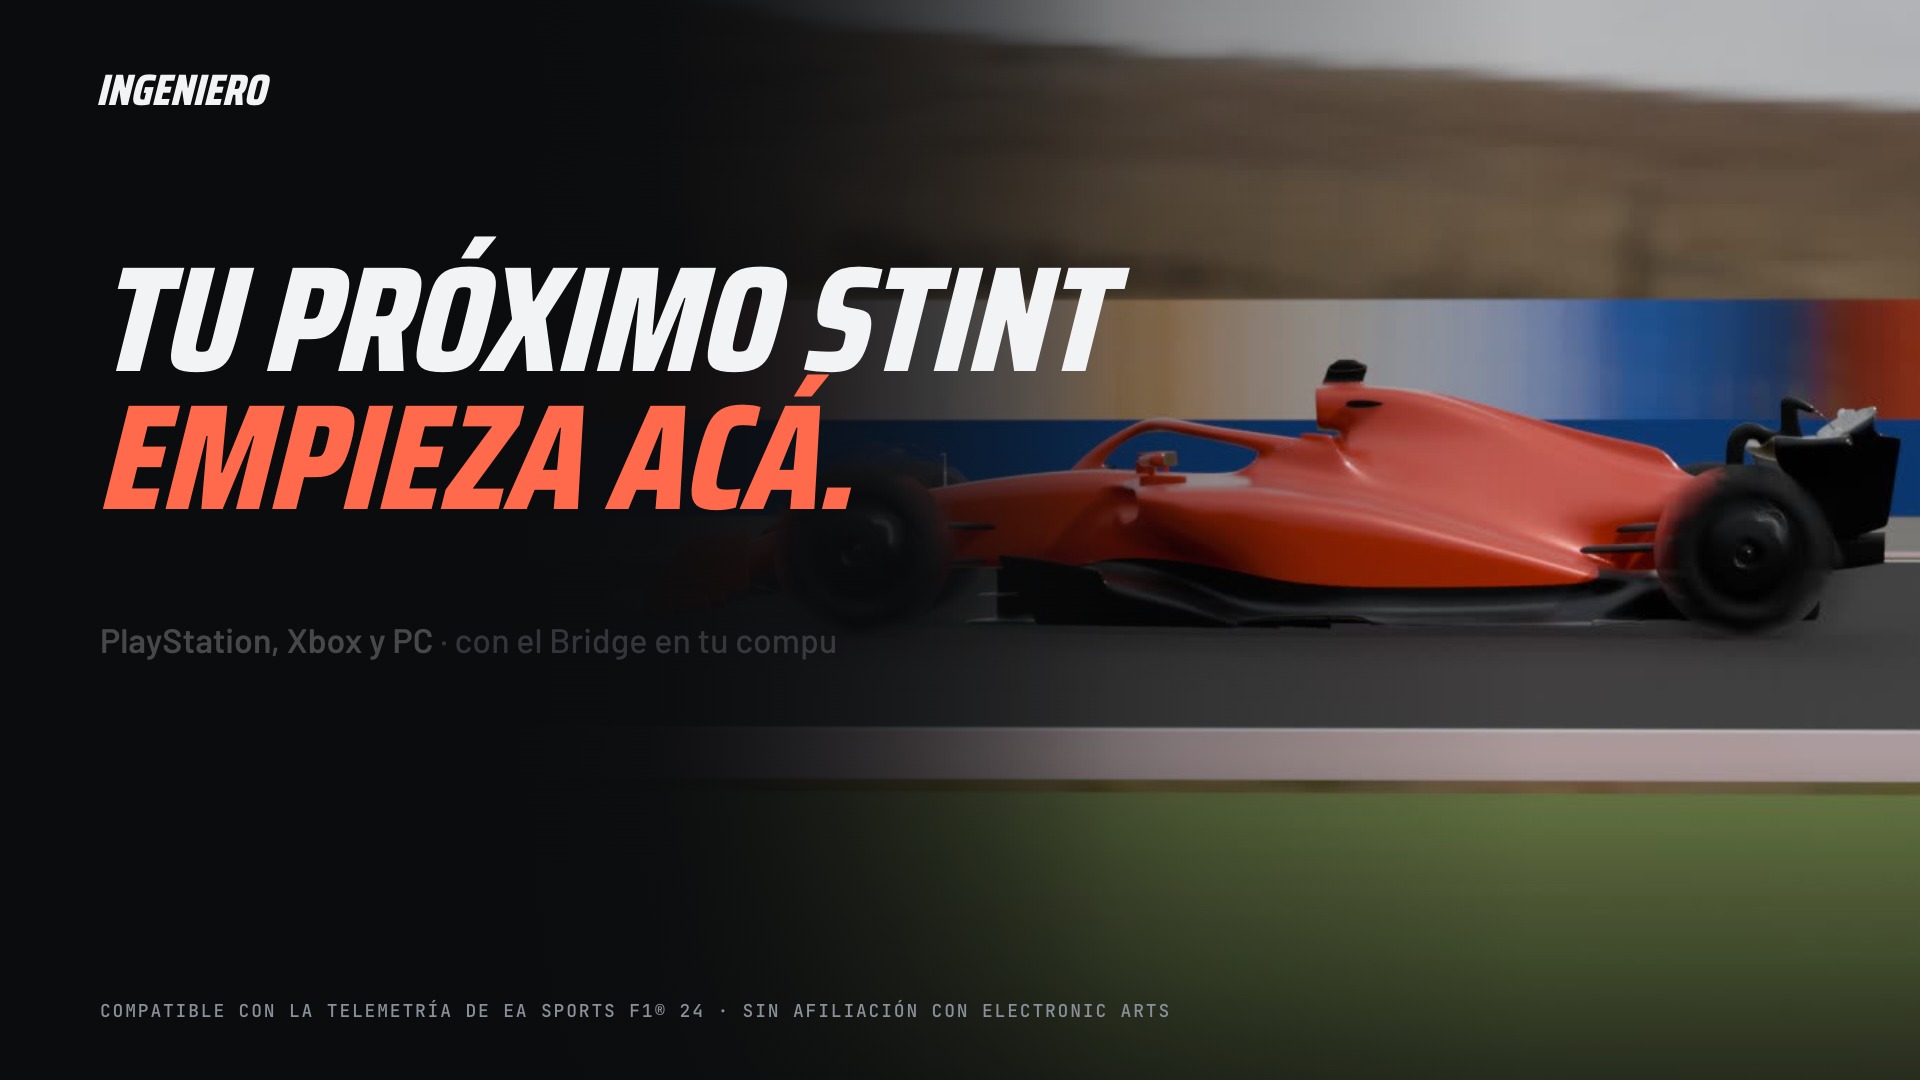 INGENIERO
TU PRÓXIMO STINT
EMPIEZA ACÁ.
PlayStation, Xbox y PC · con el Bridge en tu compu
COMPATIBLE CON LA TELEMETRÍA DE EA SPORTS F1® 24 · SIN AFILIACIÓN CON ELECTRONIC ARTS